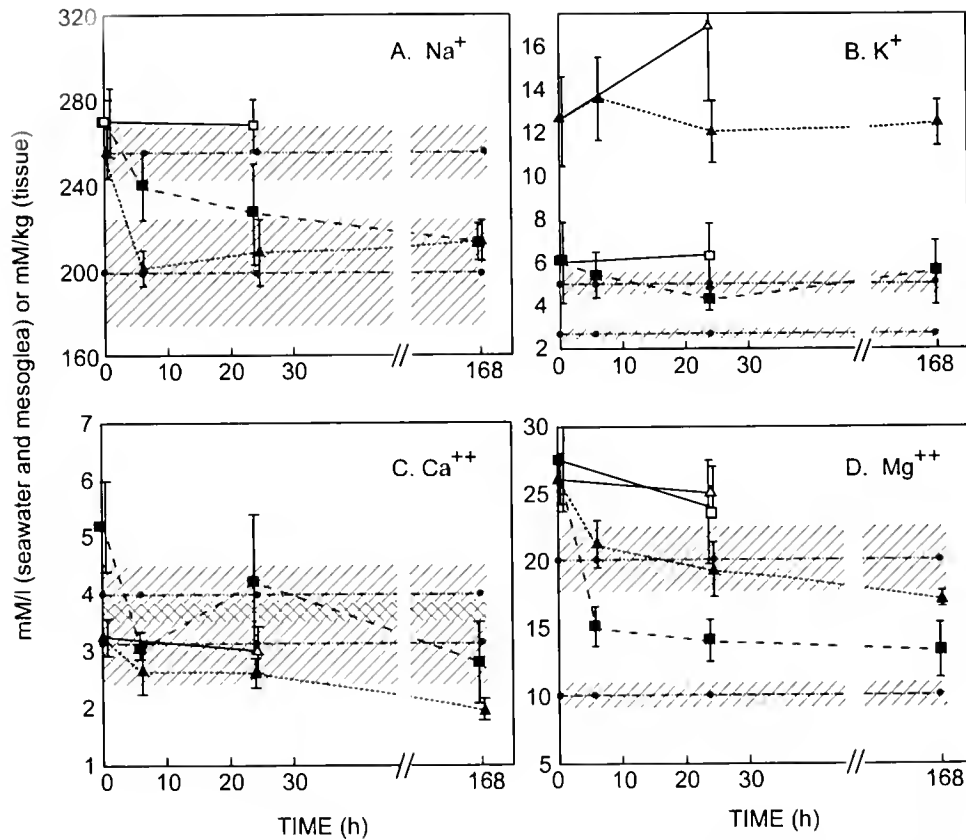 mM/l (seawater and mesoglea) or mM/kg (tissue)
A. Na+
320
300
270
240
200
160
0 10 20 30 // 168
B. K+
16
14
12
8
6
4
2
0 10 20 30 // 168
C. Ca++
7
6
5
4
3
2
1
0 10 20 30 // 168
TIME (h)
D. Mg++
30
25
20
15
10
5
0 10 20 30 // 168
TIME (h)